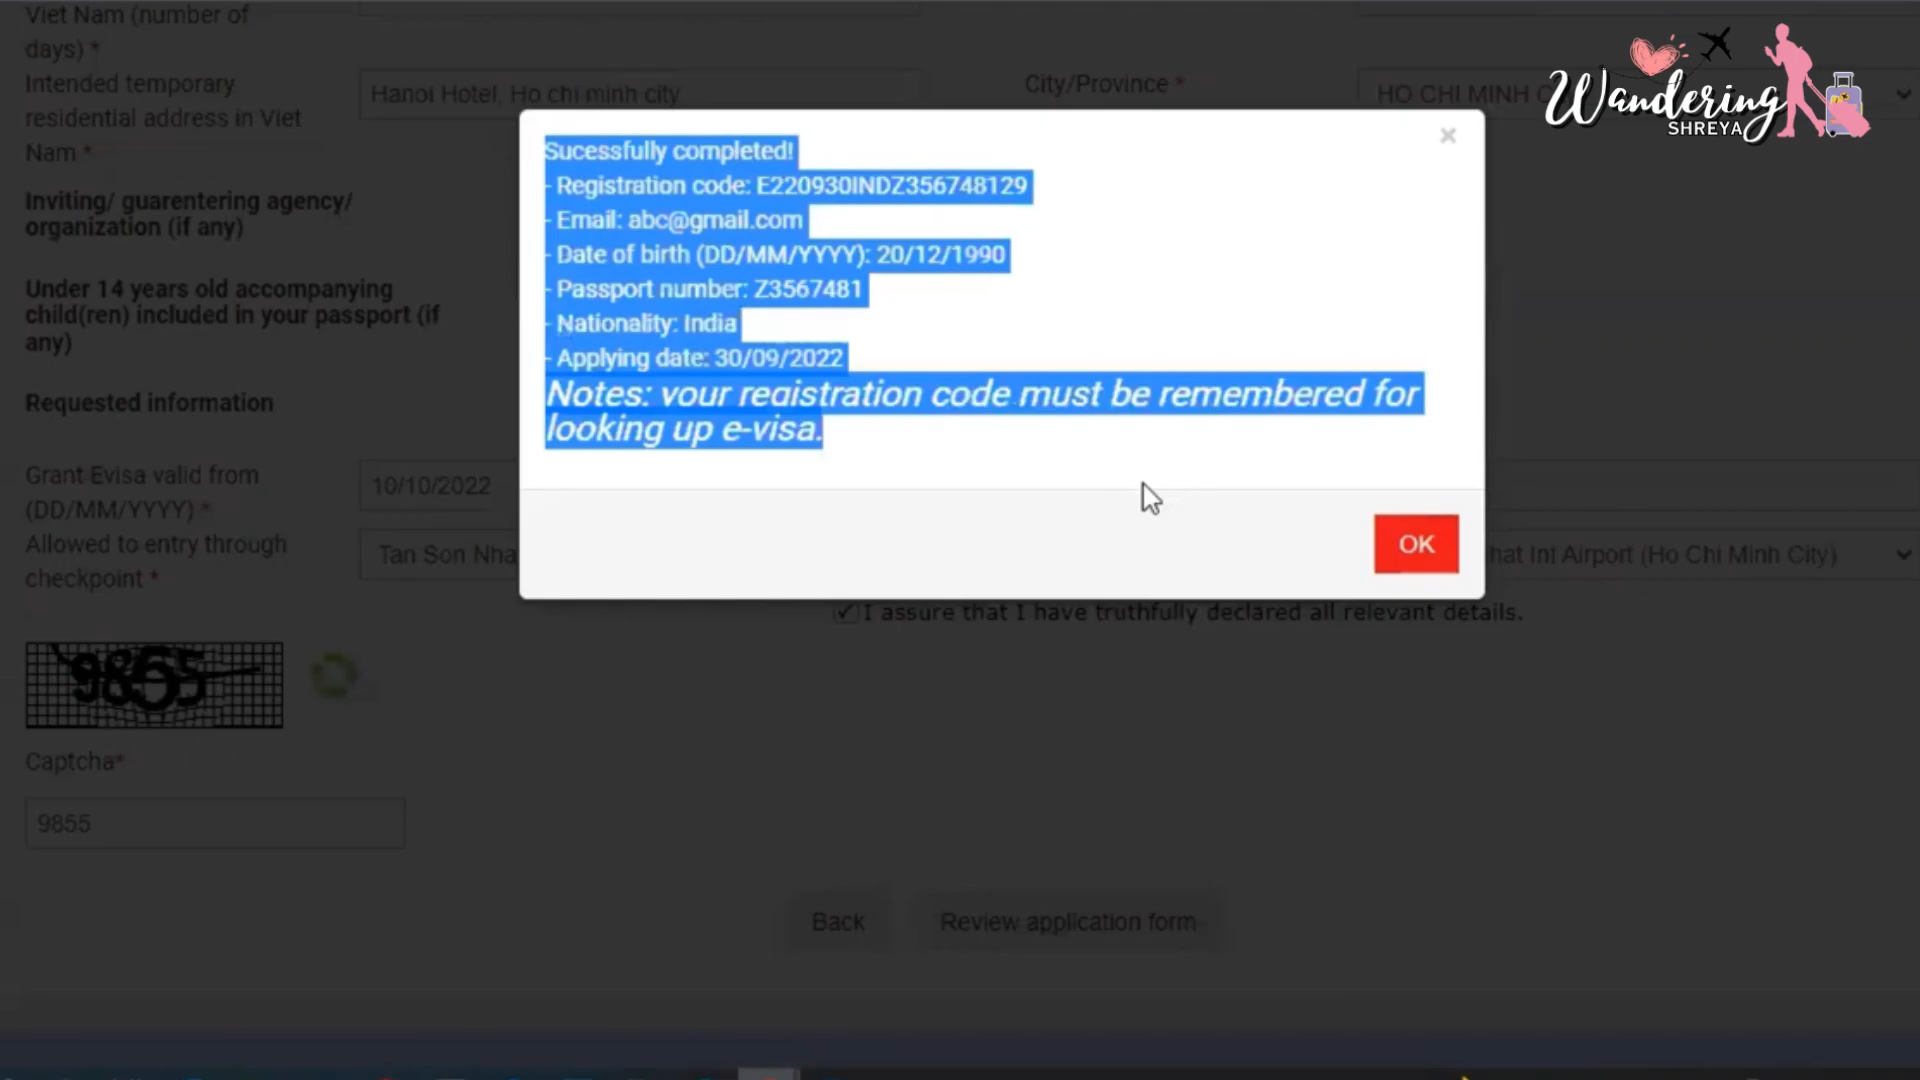 Viet Nam (number of
days) *
Intended temporary
residential address in Viet
Nam *
Hanoi Hotel, Ho chi minh city
City/Province *
HO CHI MINH C
Wandering
SHREYA
Inviting/ guarentering agency/
organization (if any)
Under 14 years old accompanying
child(ren) included in your passport (if
any)
Requested information
Grant Evisa valid from
(DD/MM/YYYY) *
10/10/2022
Allowed to entry through
checkpoint *
Tan Son Nha
hat Int Airport (Ho Chi Minh City)
Sucessfully completed!
- Registration code: E220930INDZ356748129
- Email: abc@gmail.com
- Date of birth (DD/MM/YYYY): 20/12/1990
- Passport number: Z3567481
- Nationality: India
- Applying date: 30/09/2022
Notes: your registration code must be remembered for
looking up e-visa.
OK
I assure that I have truthfully declared all relevant details.
9855
Captcha*
9855
Back
Review application form